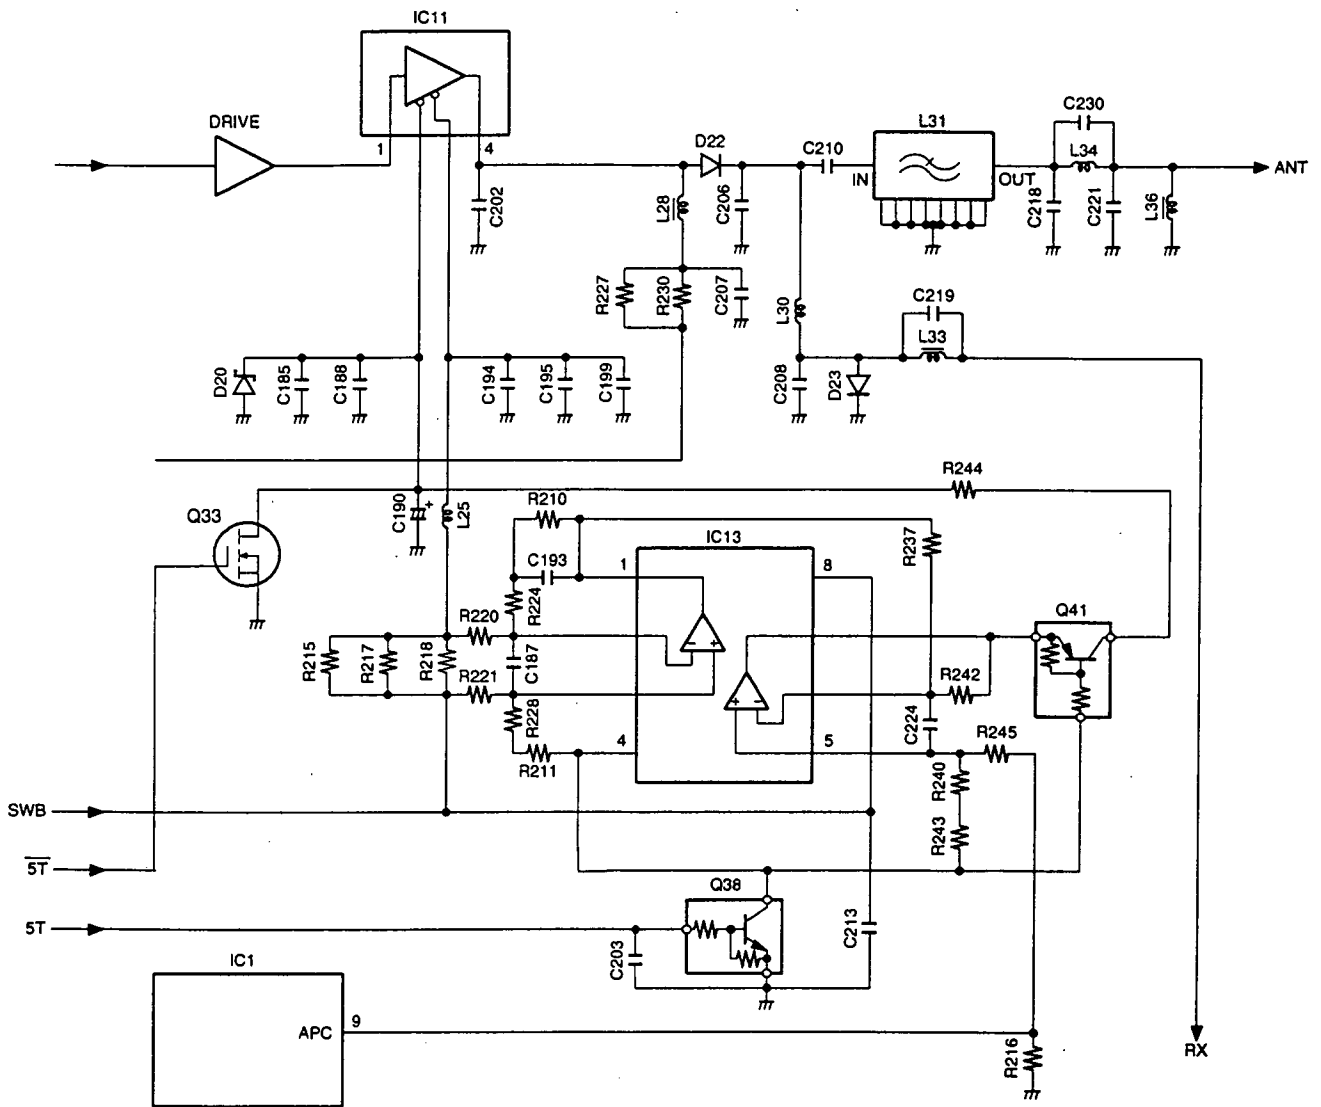 IC11
DRIVE
1
4
C202
L28
D22
C206
C210
L31
IN
OUT
C230
L34
C218
C221
L36
ANT
R227
R230
C207
L30
C219
L33
D20
C185
C188
C194
C195
C199
C208
D23
R244
Q33
C190
+
L25
R210
C193
R224
IC13
1
8
R237
Q41
R220
R215
R217
R218
C187
R221
R228
R211
4
5
- +
+ -
R242
C224
R245
R240
R243
SWB
5T
5T
Q38
C203
C213
IC1
APC
9
R216
RX